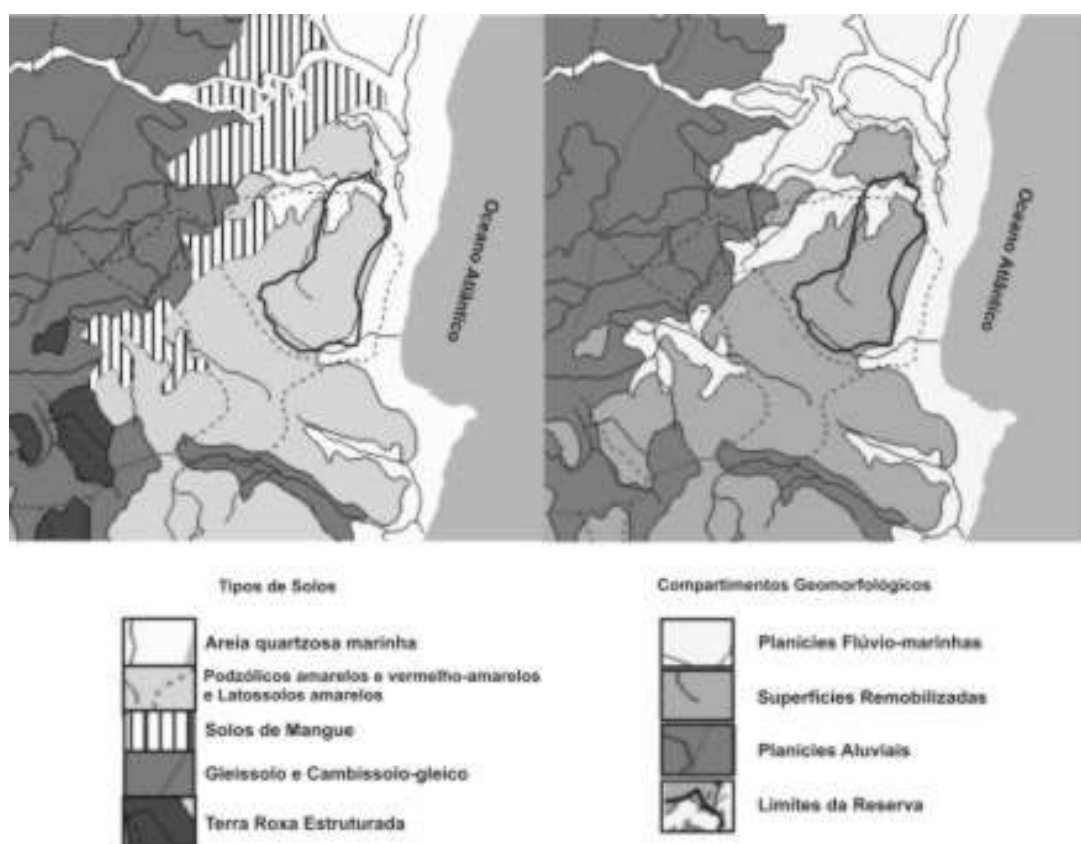 Oceano Atlântico
Oceano Atlântico
Tipos de Solos
Areia quartzosa marinha
Podzólicos amarelos e vermelho-amarelos
e Latossolos amarelos
Solos de Mangue
Gleissolo e Cambissolo-gleico
Terra Roxa Estruturada
Compartimentos Geomorfológicos
Planícies Flúvio-marinhas
Superfícies Remobilizadas
Planícies Aluviais
Limites da Reserva